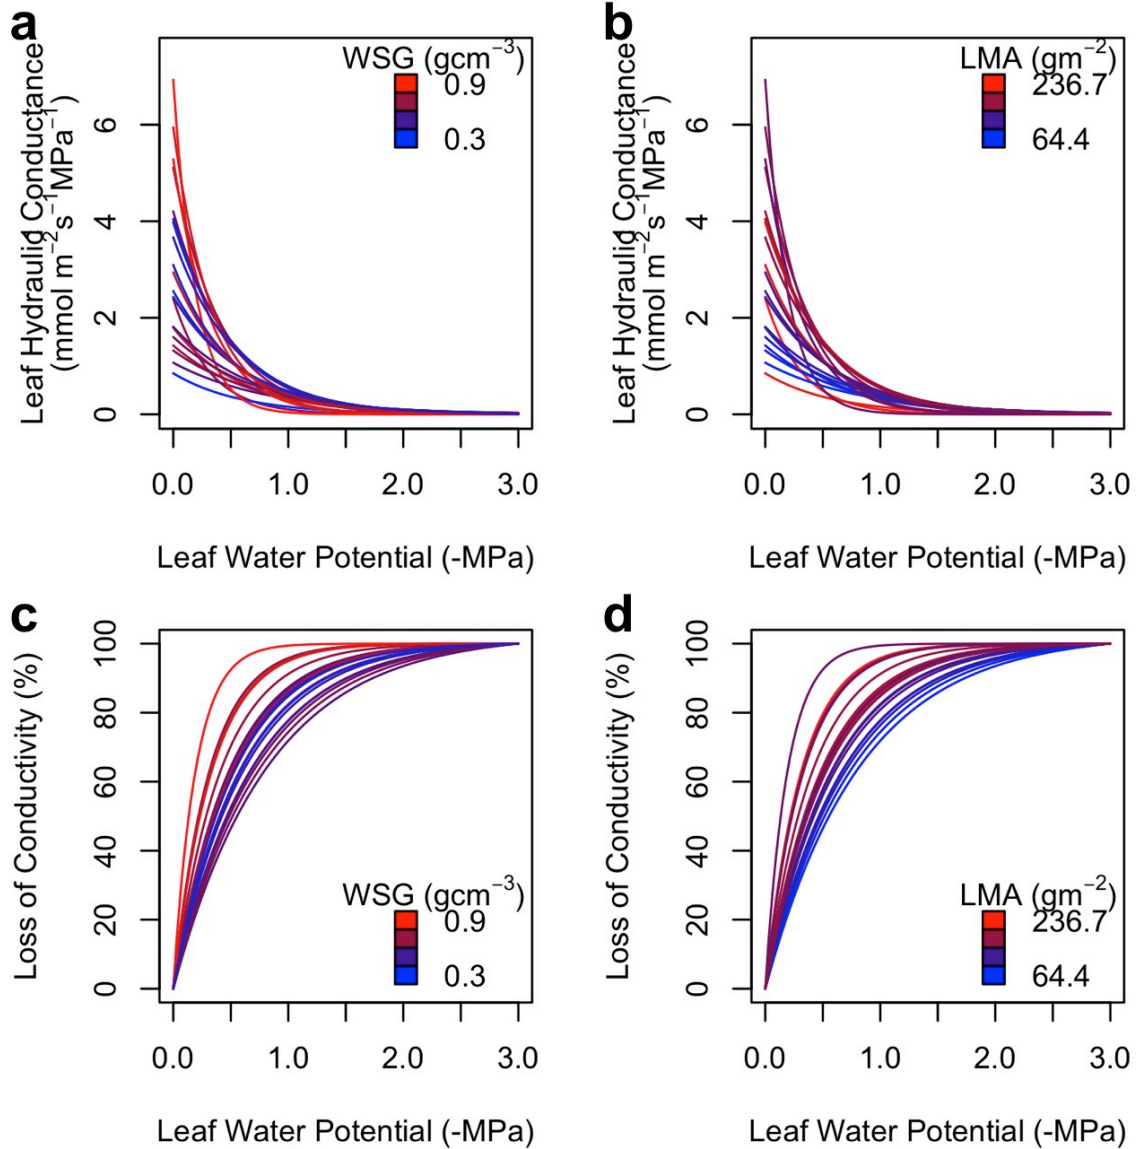 a
Leaf Hydraulic Conductance
(mmol m−2s−1MPa−1)
WSG (gcm−3)
0.9
0.3
6
4
2
0
0.0 1.0 2.0 3.0
Leaf Water Potential (-MPa)
b
Leaf Hydraulic Conductance
(mmol m−2s−1MPa−1)
LMA (gm−2)
236.7
64.4
6
4
2
0
0.0 1.0 2.0 3.0
Leaf Water Potential (-MPa)
c
Loss of Conductivity (%)
100
80
60
40
20
0
WSG (gcm−3)
0.9
0.3
0.0 1.0 2.0 3.0
Leaf Water Potential (-MPa)
d
Loss of Conductivity (%)
100
80
60
40
20
0
LMA (gm−2)
236.7
64.4
0.0 1.0 2.0 3.0
Leaf Water Potential (-MPa)